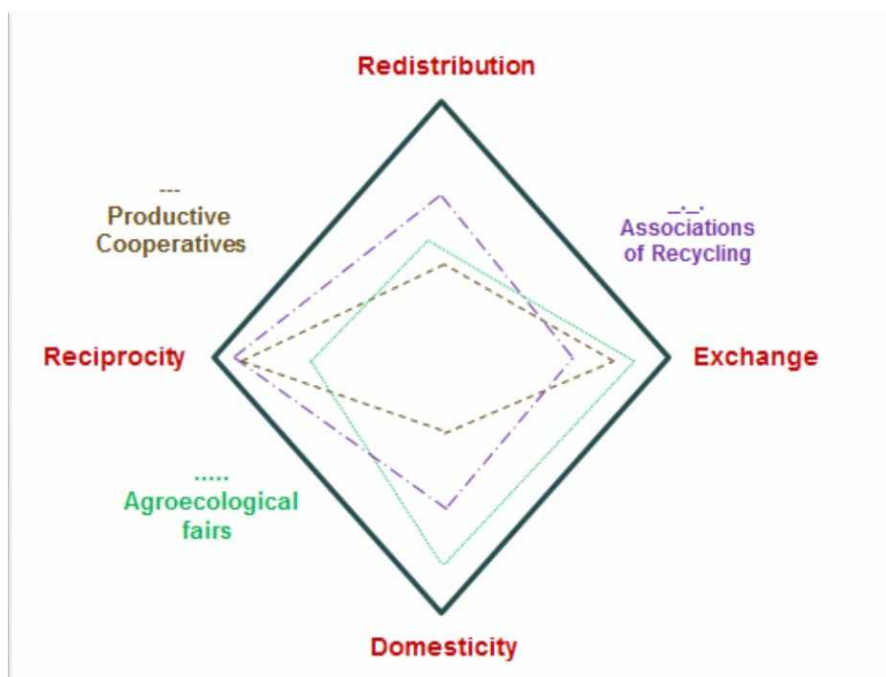 Redistribution
---
Productive
Cooperatives
_._.
Associations
of Recycling
Reciprocity
Exchange
.....
Agroecological
fairs
Domesticity